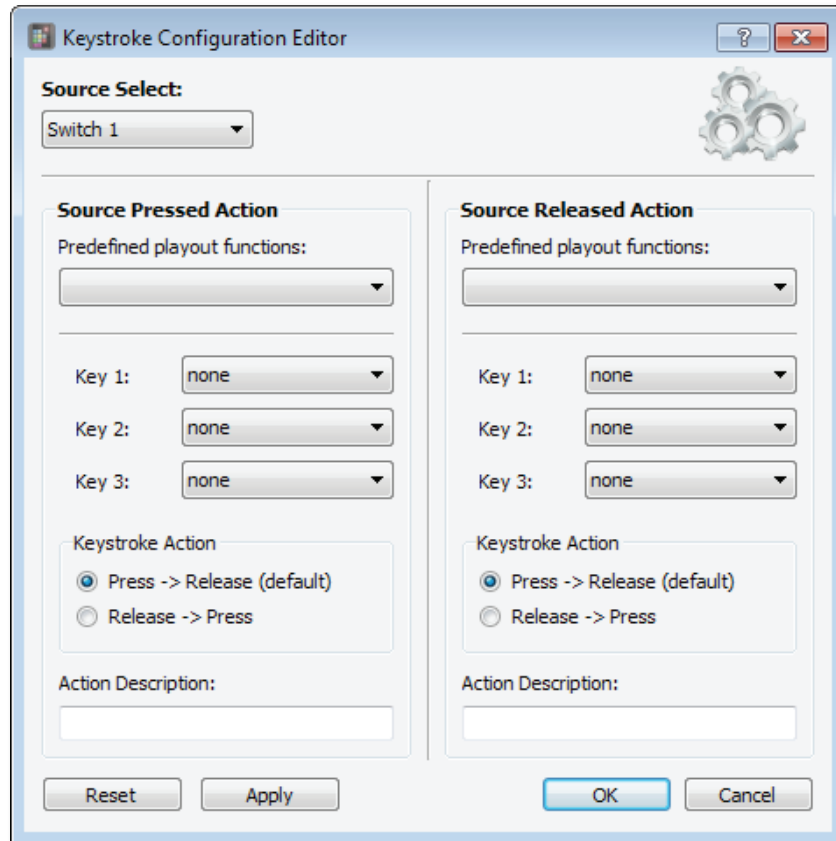 Keystroke Configuration Editor
?
Source Select:
Switch 1
Source Pressed Action
Predefined playout functions:
Key 1: none
Key 2: none
Key 3: none
Keystroke Action
Press -> Release (default)
Release -> Press
Action Description:
Source Released Action
Predefined playout functions:
Key 1: none
Key 2: none
Key 3: none
Keystroke Action
Press -> Release (default)
Release -> Press
Action Description:
Reset Apply OK Cancel